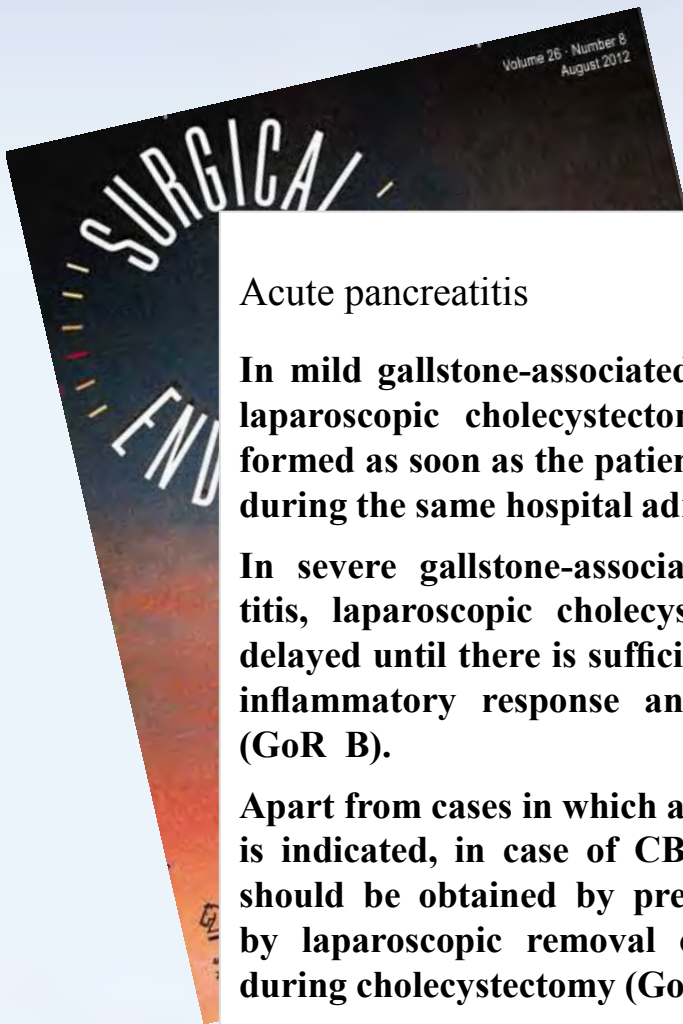 Volume 26 · Number 8
August 2012
SURGICAL
Acute pancreatitis
In mild gallstone-associated
laparoscopic cholecystectom
formed as soon as the patien
during the same hospital ad
In severe gallstone-associa
titis, laparoscopic cholecys
delayed until there is suffici
inflammatory response an
(GoR B).
Apart from cases in which a
is indicated, in case of CB
should be obtained by pre
by laparoscopic removal
during cholecystectomy (Go